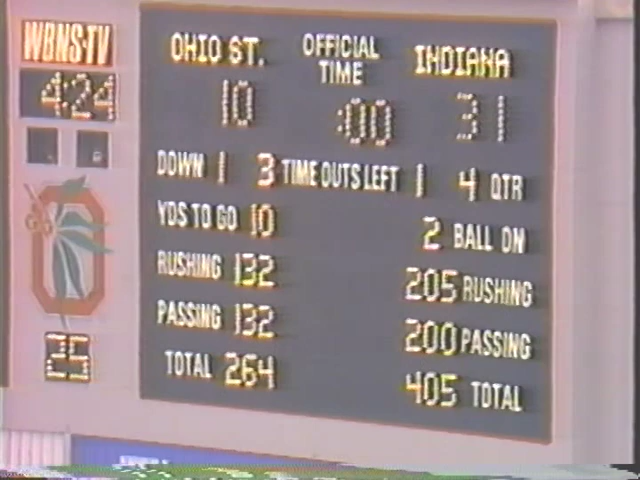 WBNS-TV
4:24
OHIO ST. OFFICIAL TIME INDIANA
10 :00 31
DOWN 1 3 TIME OUTS LEFT 1 4 QTR
YDS TO GO 10 2 BALL ON
RUSHING 132 205 RUSHING
PASSING 132 200 PASSING
TOTAL 264 405 TOTAL
25